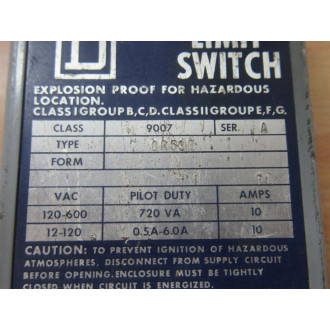 LIMIT
SWITCH
EXPLOSION PROOF FOR HAZARDOUS
LOCATION.
CLASS I GROUP B,C,D. CLASS II GROUP E,F,G.
CLASS 9007 SER. A
TYPE
FORM
VAC PILOT DUTY AMPS
120-600 720 VA 10
12-120 0.5A-6.0A 10
CAUTION: TO PREVENT IGNITION OF HAZARDOUS
ATMOSPHERES, DISCONNECT FROM SUPPLY CIRCUIT
BEFORE OPENING. ENCLOSURE MUST BE TIGHTLY
CLOSED WHEN CIRCUIT IS ENERGIZED.